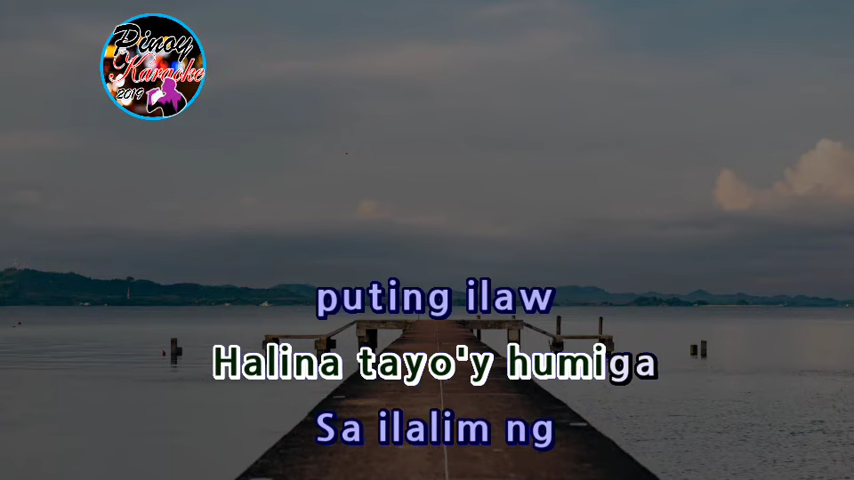 Pinoy
Karaoke
2019
puting ilaw
Halina tayo'y humiga
Sa ilalim ng